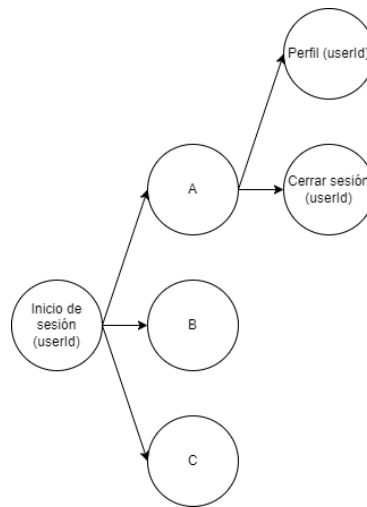 Perfil (userId)
A
Cerrar sesión
(userId)
Inicio de
sesión
(userId)
B
C